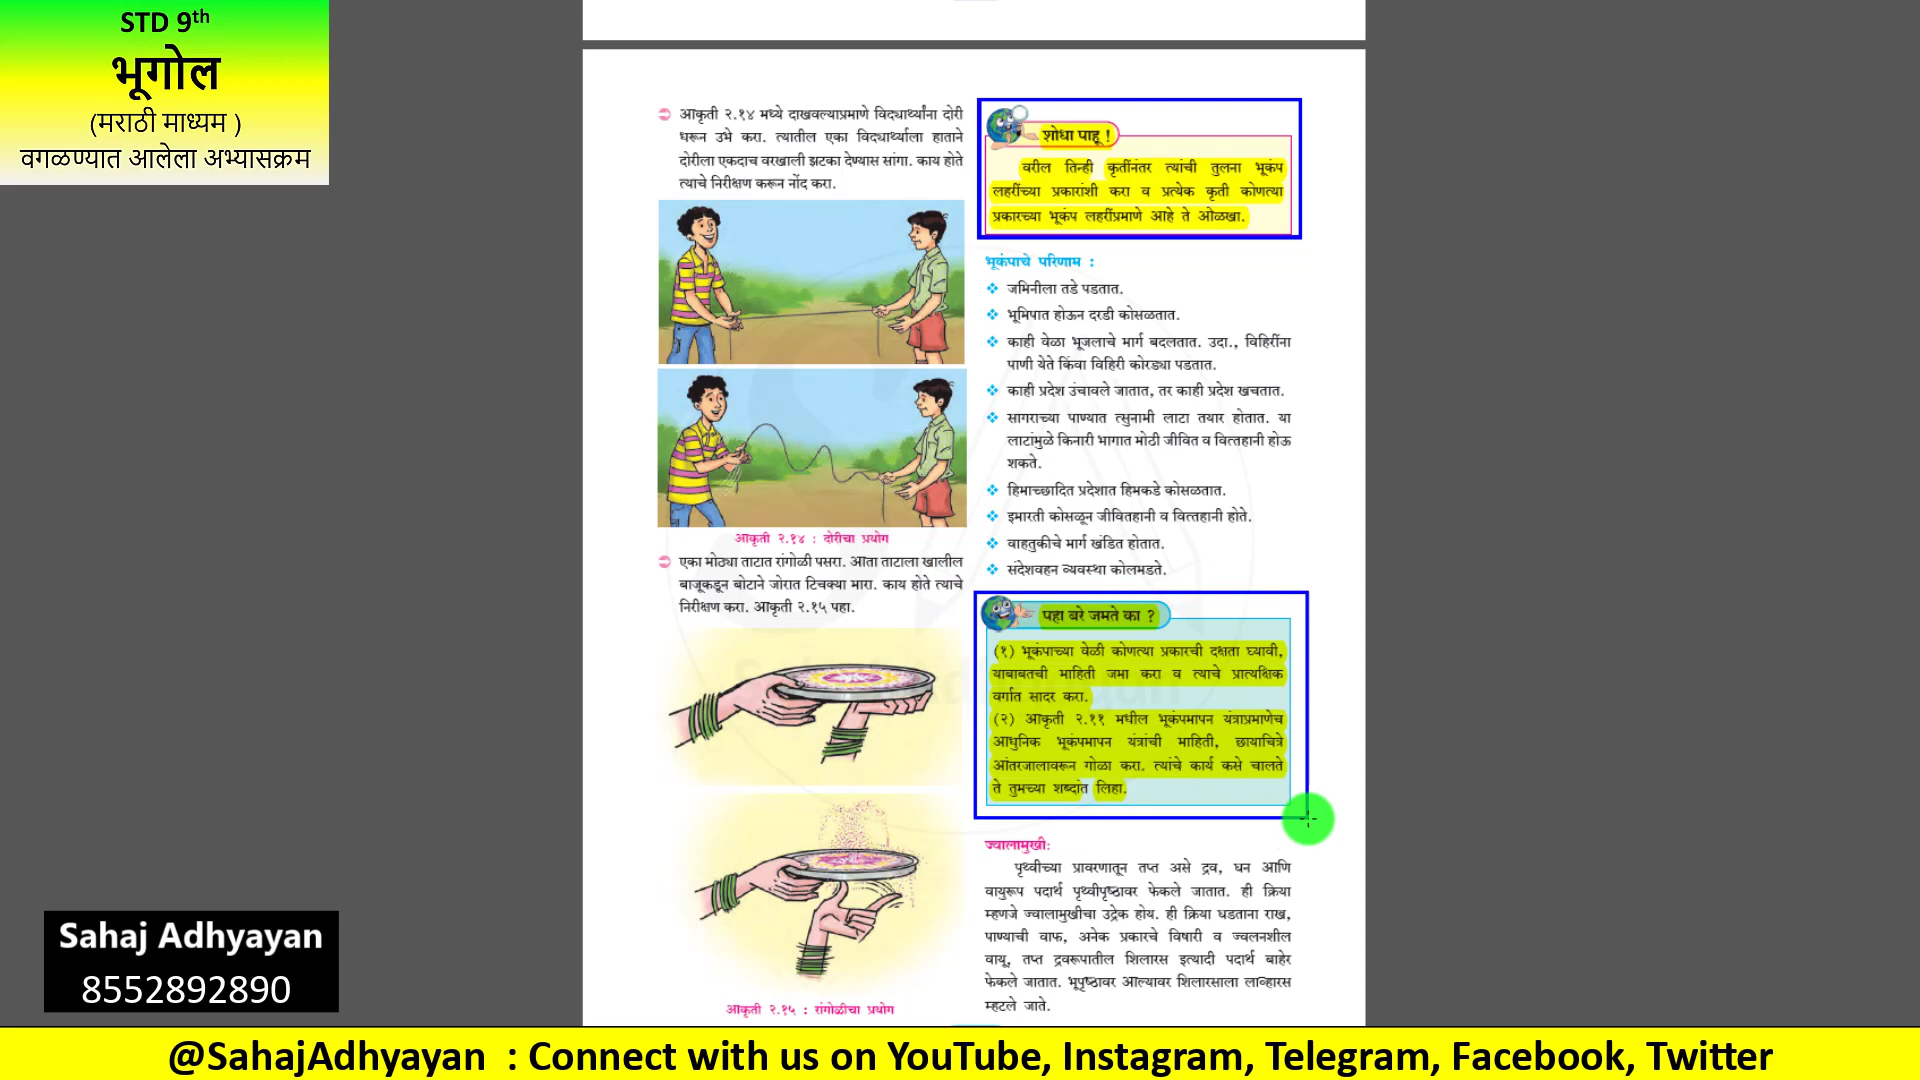 STD 9th
भूगोल
(मराठी माध्यम )
वगळण्यात आलेला अभ्यासक्रम
आकृती २.१४ मध्ये दाखवल्याप्रमाणे विद्यार्थ्यांना दोरी
धरून उभे करा. त्यातील एका विद्यार्थ्याला हाताने
दोरीला एकदाच वरखाली झटका देण्यास सांगा. काय होते
त्याचे निरीक्षण करून नोंद करा.
आकृती २.१४ : दोरीचा प्रयोग
एका मोठ्या ताटात रांगोळी पसरा. आता ताटाला खालील
बाजूकडून बोटाने जोरात टिचक्या मारा. काय होते त्याचे
निरीक्षण करा. आकृती २.१५ पहा.
आकृती २.१५ : रांगोळीचा प्रयोग
शोधा पाहू !
वरील तिन्ही कृतींनंतर त्यांची तुलना भूकंप
लहरींच्या प्रकारांशी करा व प्रत्येक कृती कोणत्या
प्रकारच्या भूकंप लहरींप्रमाणे आहे ते ओळखा.
भूकंपाचे परिणाम :
❖ जमिनीला तडे पडतात.
❖ भूमिपात होऊन दरडी कोसळतात.
❖ काही वेळा भूजलाचे मार्ग बदलतात. उदा., विहिरींना
पाणी येते किंवा विहिरी कोरड्या पडतात.
❖ काही प्रदेश उंचावले जातात, तर काही प्रदेश खचतात.
❖ सागराच्या पाण्यात त्सुनामी लाटा तयार होतात. या
लाटांमुळे किनारी भागात मोठी जीवित व वित्तहानी होऊ
शकते.
❖ हिमाच्छादित प्रदेशात हिमकडे कोसळतात.
❖ इमारती कोसळून जीवितहानी व वित्तहानी होते.
❖ वाहतुकीचे मार्ग खंडित होतात.
❖ संदेशवहन व्यवस्था कोलमडते.
पहा बरे जमते का ?
(१) भूकंपाच्या वेळी कोणत्या प्रकारची दक्षता घ्यावी,
याबाबतची माहिती जमा करा व त्याचे प्रात्यक्षिक
वर्गात सादर करा.
(२) आकृती २.११ मधील भूकंपमापन यंत्राप्रमाणेच
आधुनिक भूकंपमापन यंत्रांची माहिती, छायाचित्रे
आंतरजालावरून गोळा करा. त्यांचे कार्य कसे चालते
ते तुमच्या शब्दांत लिहा.
ज्वालामुखी:
पृथ्वीच्या प्रावरणातून तप्त असे द्रव, घन आणि
वायुरूप पदार्थ पृथ्वीपृष्ठावर फेकले जातात. ही क्रिया
म्हणजे ज्वालामुखीचा उद्रेक होय. ही क्रिया घडताना राख,
पाण्याची वाफ, अनेक प्रकारचे विषारी व ज्वलनशील
वायू, तप्त द्रवरूपातील शिलारस इत्यादी पदार्थ बाहेर
फेकले जातात. भूपृष्ठावर आल्यावर शिलारसाला लाव्हारस
म्हटले जाते.
Sahaj Adhyayan
8552892890
@SahajAdhyayan : Connect with us on YouTube, Instagram, Telegram, Facebook, Twitter